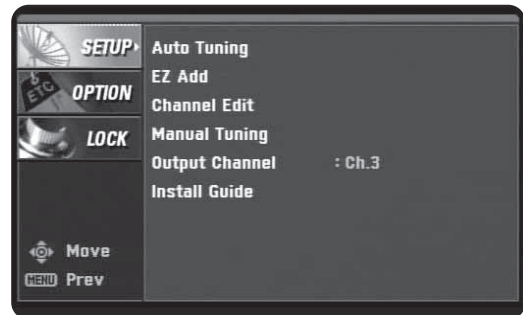 SETUP
ETC
OPTION
LOCK
Auto Tuning
EZ Add
Channel Edit
Manual Tuning
Output Channel : Ch.3
Install Guide
Move
MENU Prev